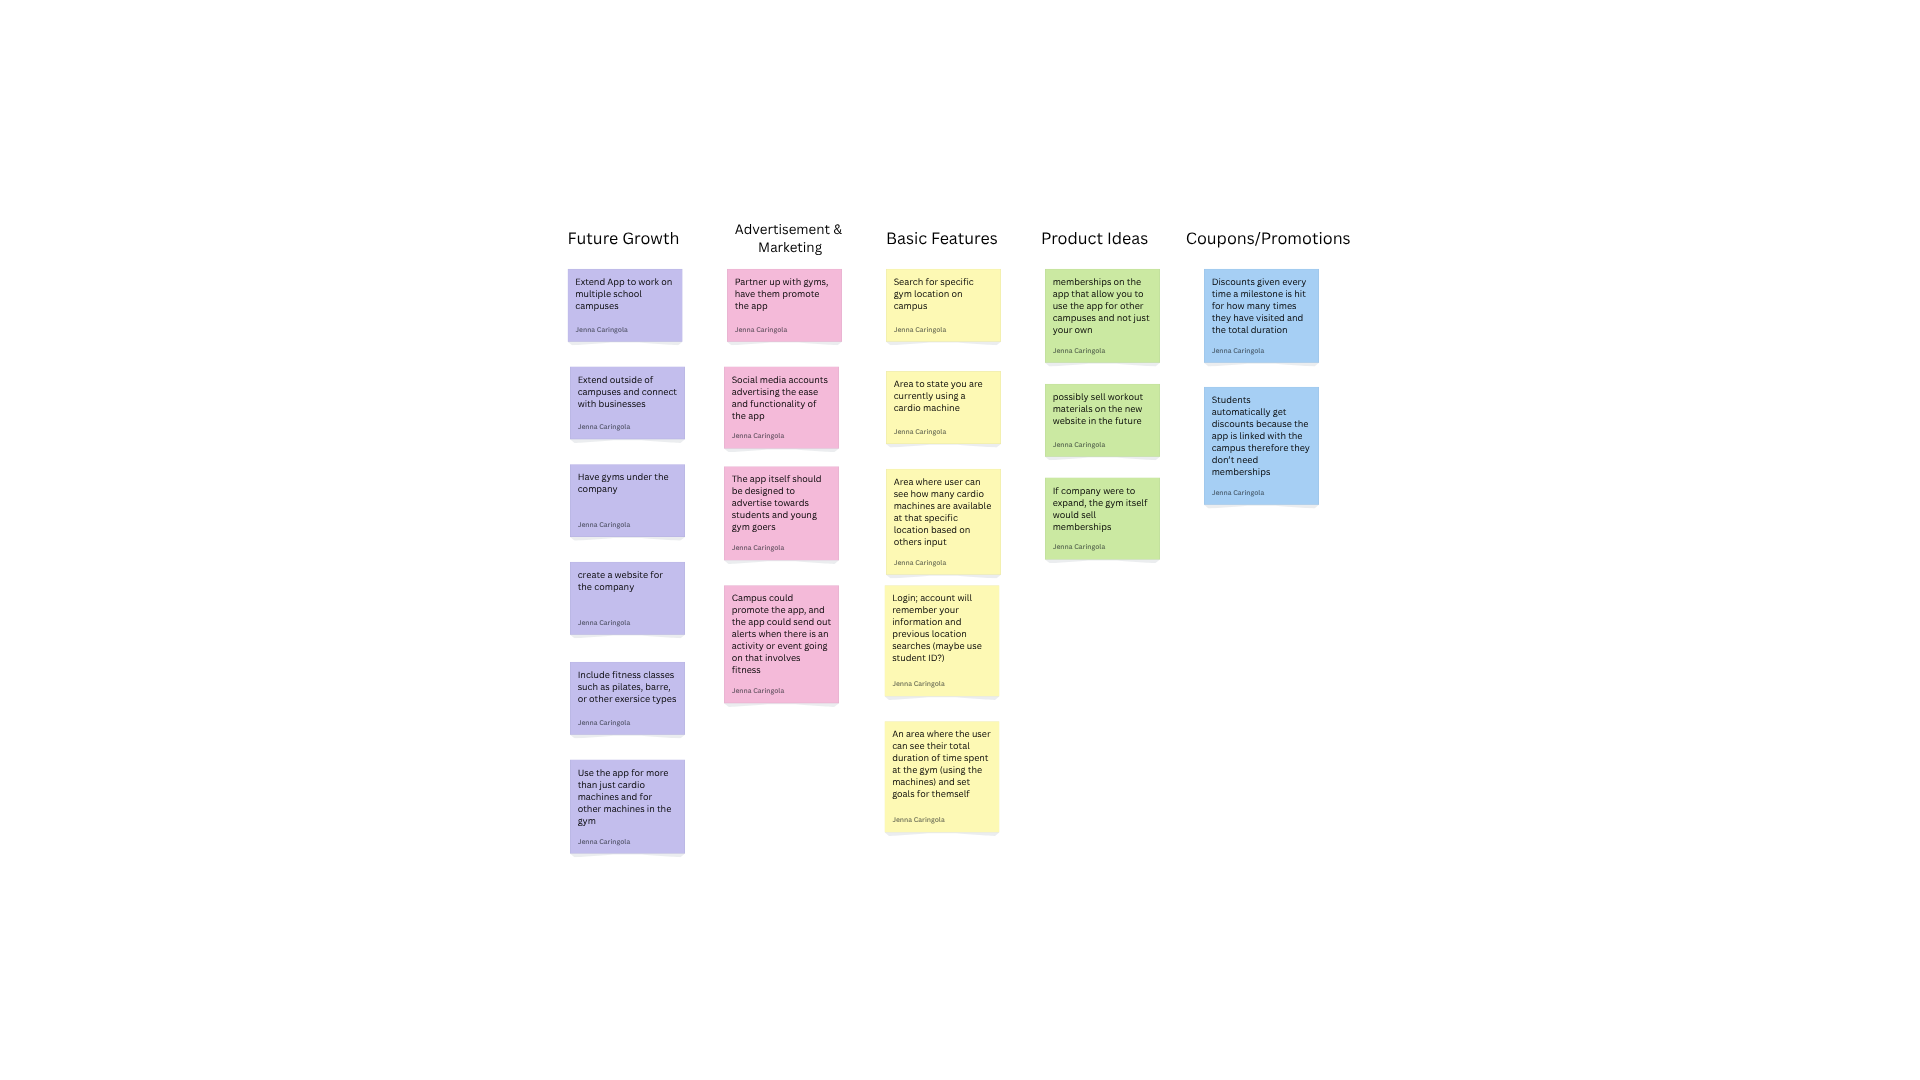 Future Growth
Extend App to work on
multiple school
campuses
Jenna Caringola
Extend outside of
campuses and connect
with businesses
Jenna Caringola
Have gyms under the
company
Jenna Caringola
create a website for
the company
Jenna Caringola
Include fitness classes
such as pilates, barre,
or other exersice types
Jenna Caringola
Use the app for more
than just cardio
machines and for
other machines in the
gym
Jenna Caringola
Advertisement &
Marketing
Partner up with gyms,
have them promote
the app
Jenna Caringola
Social media accounts
advertising the ease
and functionality of
the app
Jenna Caringola
The app itself should
be designed to
advertise towards
students and young
gym goers
Jenna Caringola
Campus could
promote the app, and
the app could send out
alerts when there is an
activity or event going
on that involves
fitness
Jenna Caringola
Basic Features
Search for specific
gym location on
campus
Jenna Caringola
Area to state you are
currently using a
cardio machine
Jenna Caringola
Area where user can
see how many cardio
machines are available
at that specific
location based on
others input
Jenna Caringola
Login; account will
remember your
information and
previous location
searches (maybe use
student ID?)
Jenna Caringola
An area where the user
can see their total
duration of time spent
at the gym (using the
machines) and set
goals for themself
Jenna Caringola
Product Ideas
memberships on the
app that allow you to
use the app for other
campuses and not just
your own
Jenna Caringola
possibly sell workout
materials on the new
website in the future
Jenna Caringola
If company were to
expand, the gym itself
would sell
memberships
Jenna Caringola
Coupons/Promotions
Discounts given every
time a milestone is hit
for how many times
they have visited and
the total duration
Jenna Caringola
Students
automatically get
discounts because the
app is linked with the
campus therefore they
don't need
memberships
Jenna Caringola